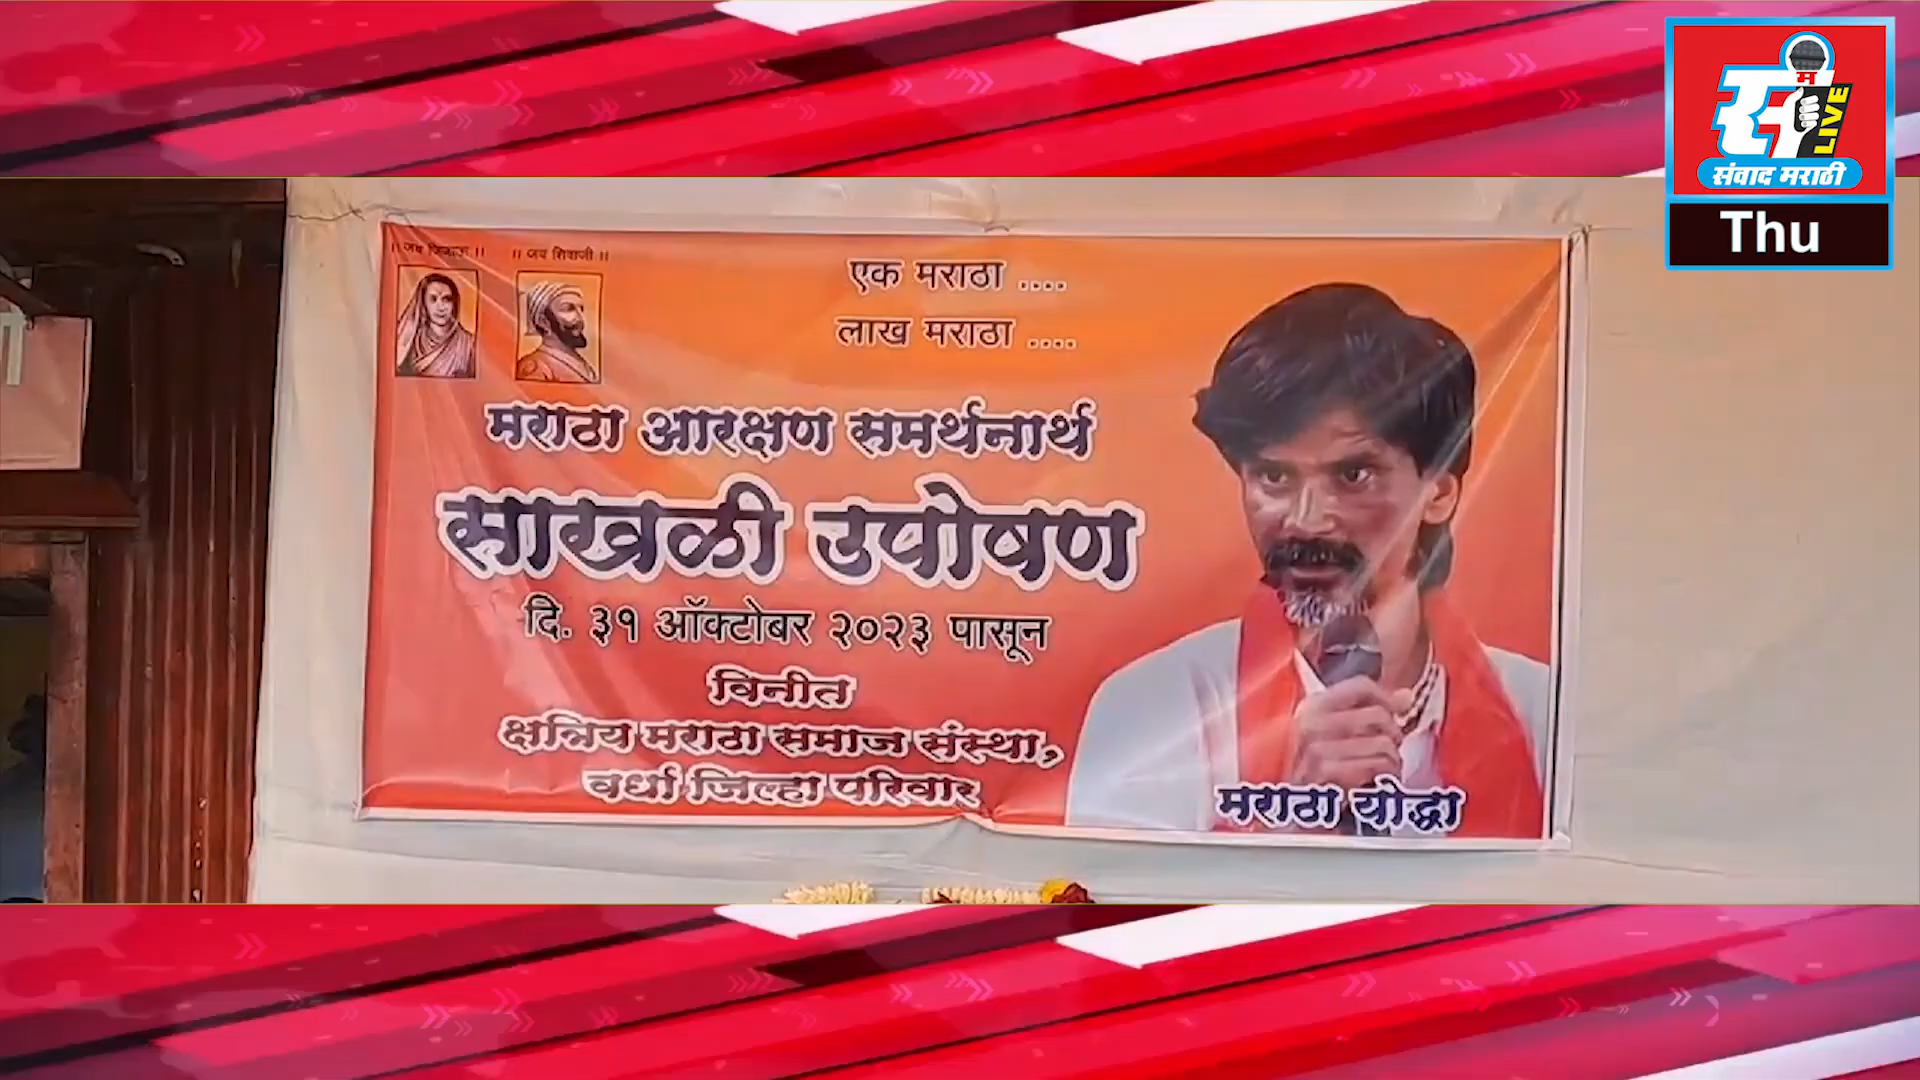 ।। जय जिजाऊ ।।
।। जय शिवाजी ।।
एक मराठा ....
लाख मराठा ....
मराठा आरक्षण समर्थनार्थ
साखळी उपोषण
दि. ३१ ऑक्टोबर २०२३ पासून
विनीत
क्षत्रिय मराठा समाज संस्था,
वर्धा जिल्हा परिवार
मराठा योद्धा
स म LIVE
संवाद मराठी
Thu